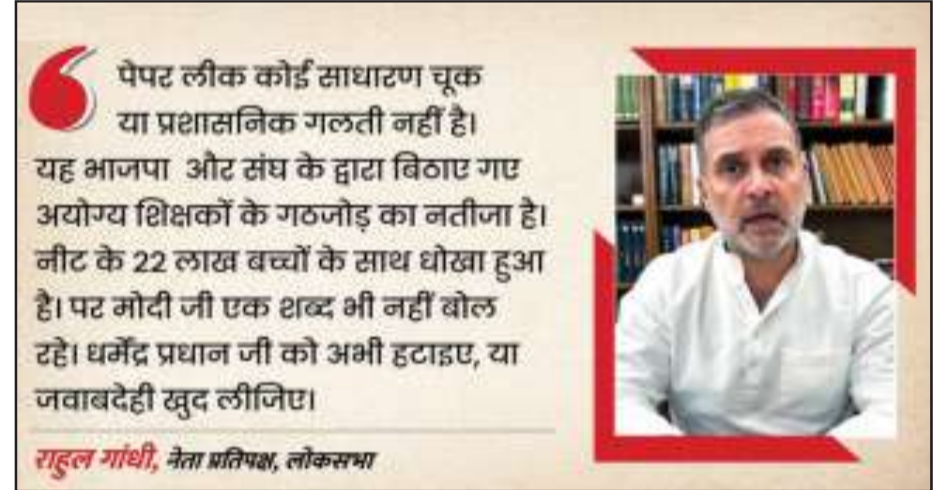 पेपर लीक कोई साधारण चूक
या प्रशासनिक गलती नहीं है।
यह भाजपा और संघ के द्वारा बिठाए गए
अयोग्य शिक्षकों के गठजोड़ का नतीजा है।
नीट के 22 लाख बच्चों के साथ धोखा हुआ
है। पर मोदी जी एक शब्द भी नहीं बोल
रहे। धर्मेंद्र प्रधान जी को अभी हटाइए, या
जवाबदेही खुद लीजिए।
राहुल गांधी, नेता प्रतिपक्ष, लोकसभा